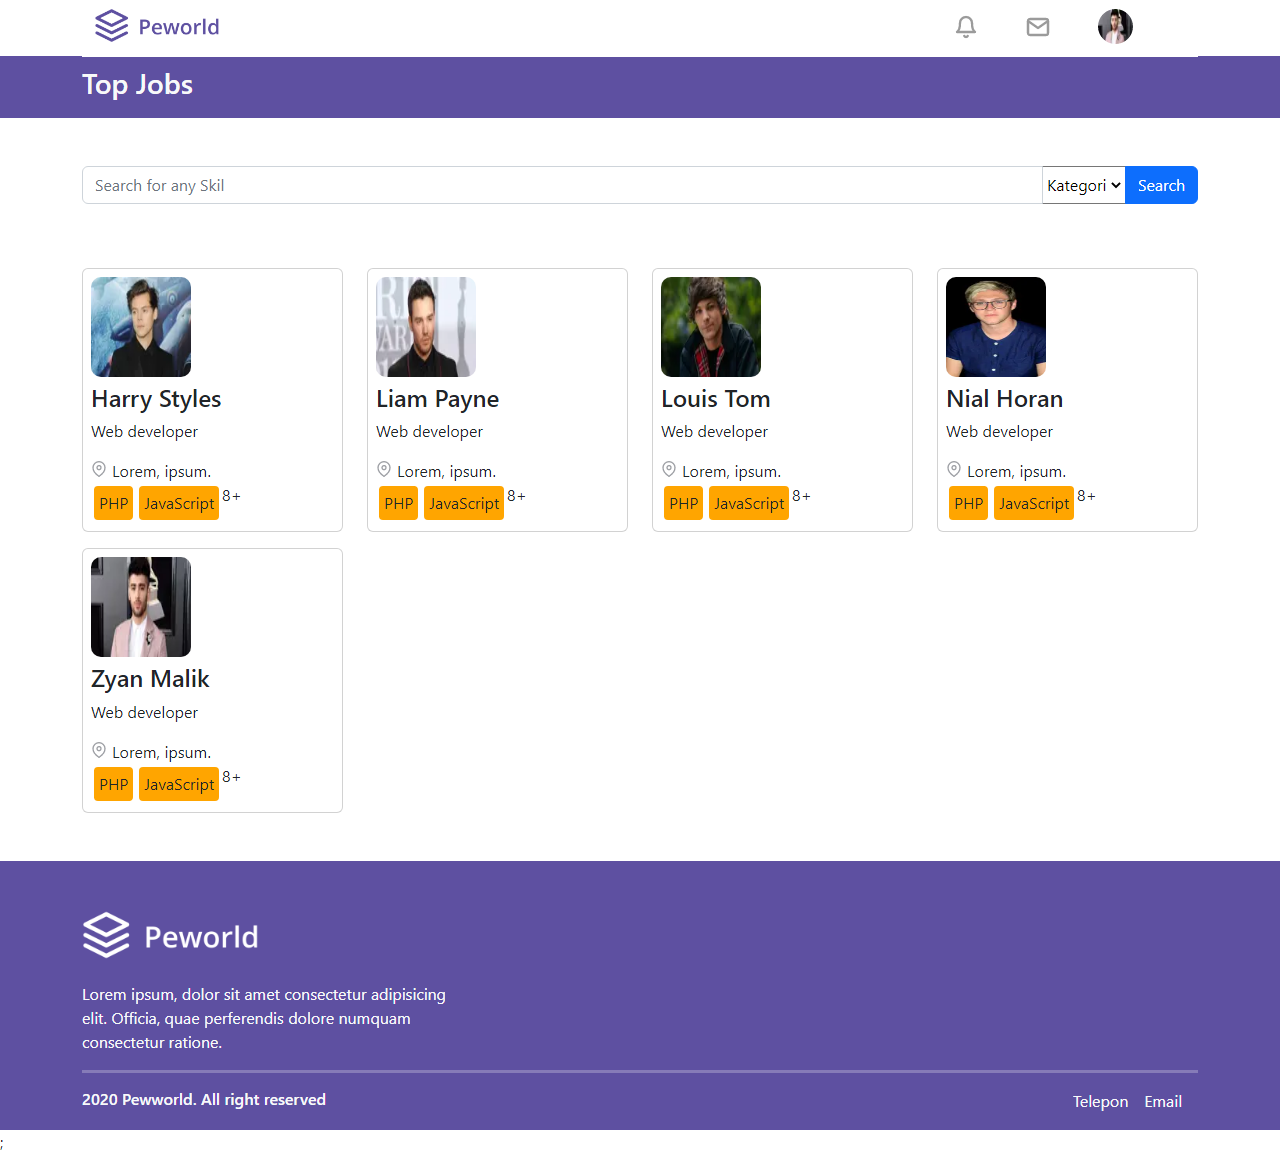 Peworld
Top Jobs
Search for any Skil
Kategori
Search
Harry Styles
Web developer
Lorem, ipsum.
PHP JavaScript 8+
Liam Payne
Web developer
Lorem, ipsum.
PHP JavaScript 8+
Louis Tom
Web developer
Lorem, ipsum.
PHP JavaScript 8+
Nial Horan
Web developer
Lorem, ipsum.
PHP JavaScript 8+
Zyan Malik
Web developer
Lorem, ipsum.
PHP JavaScript 8+
Peworld
Lorem ipsum, dolor sit amet consectetur adipisicing
elit. Officia, quae perferendis dolore numquam
consectetur ratione.
2020 Pewworld. All right reserved
Telepon Email
;